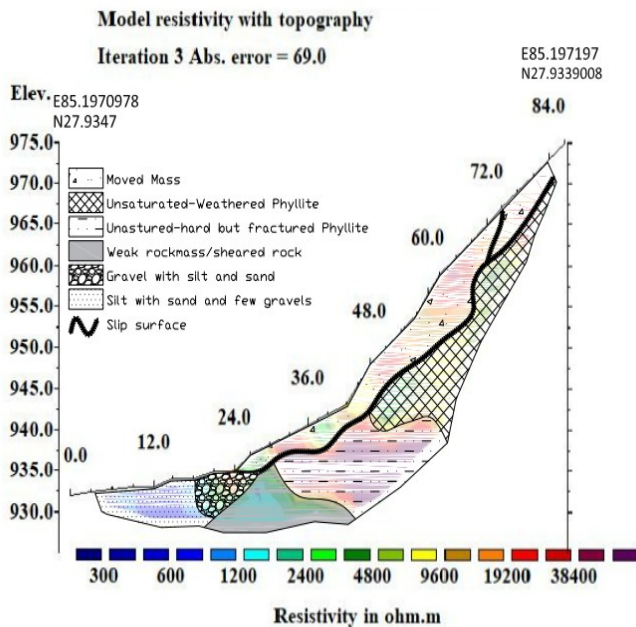 Model resistivity with topography
Iteration 3 Abs. error = 69.0
E85.197197
N27.9339008
Elev.
E85.1970978
N27.9347
84.0
975.0
72.0
970.0
Moved Mass
Unsaturated-Weathered Phyllite
965.0
Unastured-hard but fractured Phyllite
60.0
Weak rockmass/sheared rock
960.0
Gravel with silt and sand
955.0
Silt with sand and few gravels
48.0
Slip surface
950.0
36.0
945.0
24.0
940.0
12.0
0.0
935.0
930.0
300 600 1200 2400 4800 9600 19200 38400
Resistivity in ohm.m